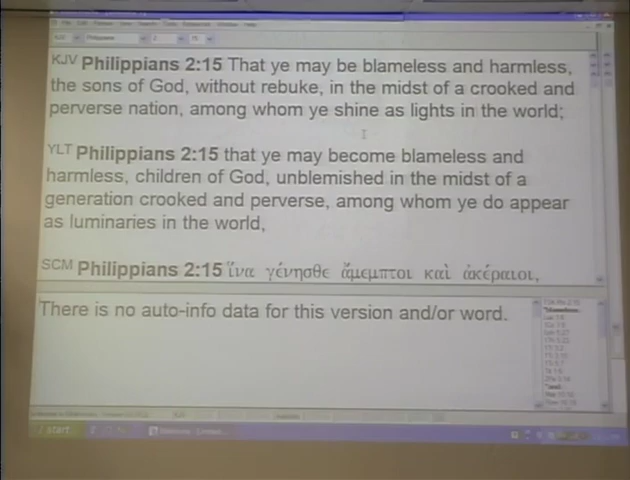 KJV Philippians 2:15 That ye may be blameless and harmless,
the sons of God, without rebuke, in the midst of a crooked and
perverse nation, among whom ye shine as lights in the world;
YLT Philippians 2:15 that ye may become blameless and
harmless, children of God, unblemished in the midst of a
generation crooked and perverse, among whom ye do appear
as luminaries in the world,
SCM Philippians 2:15 ἵνα γένησθε ἄμεμπτοι καὶ ἀκέραιοι,
There is no auto-info data for this version and/or word.
start